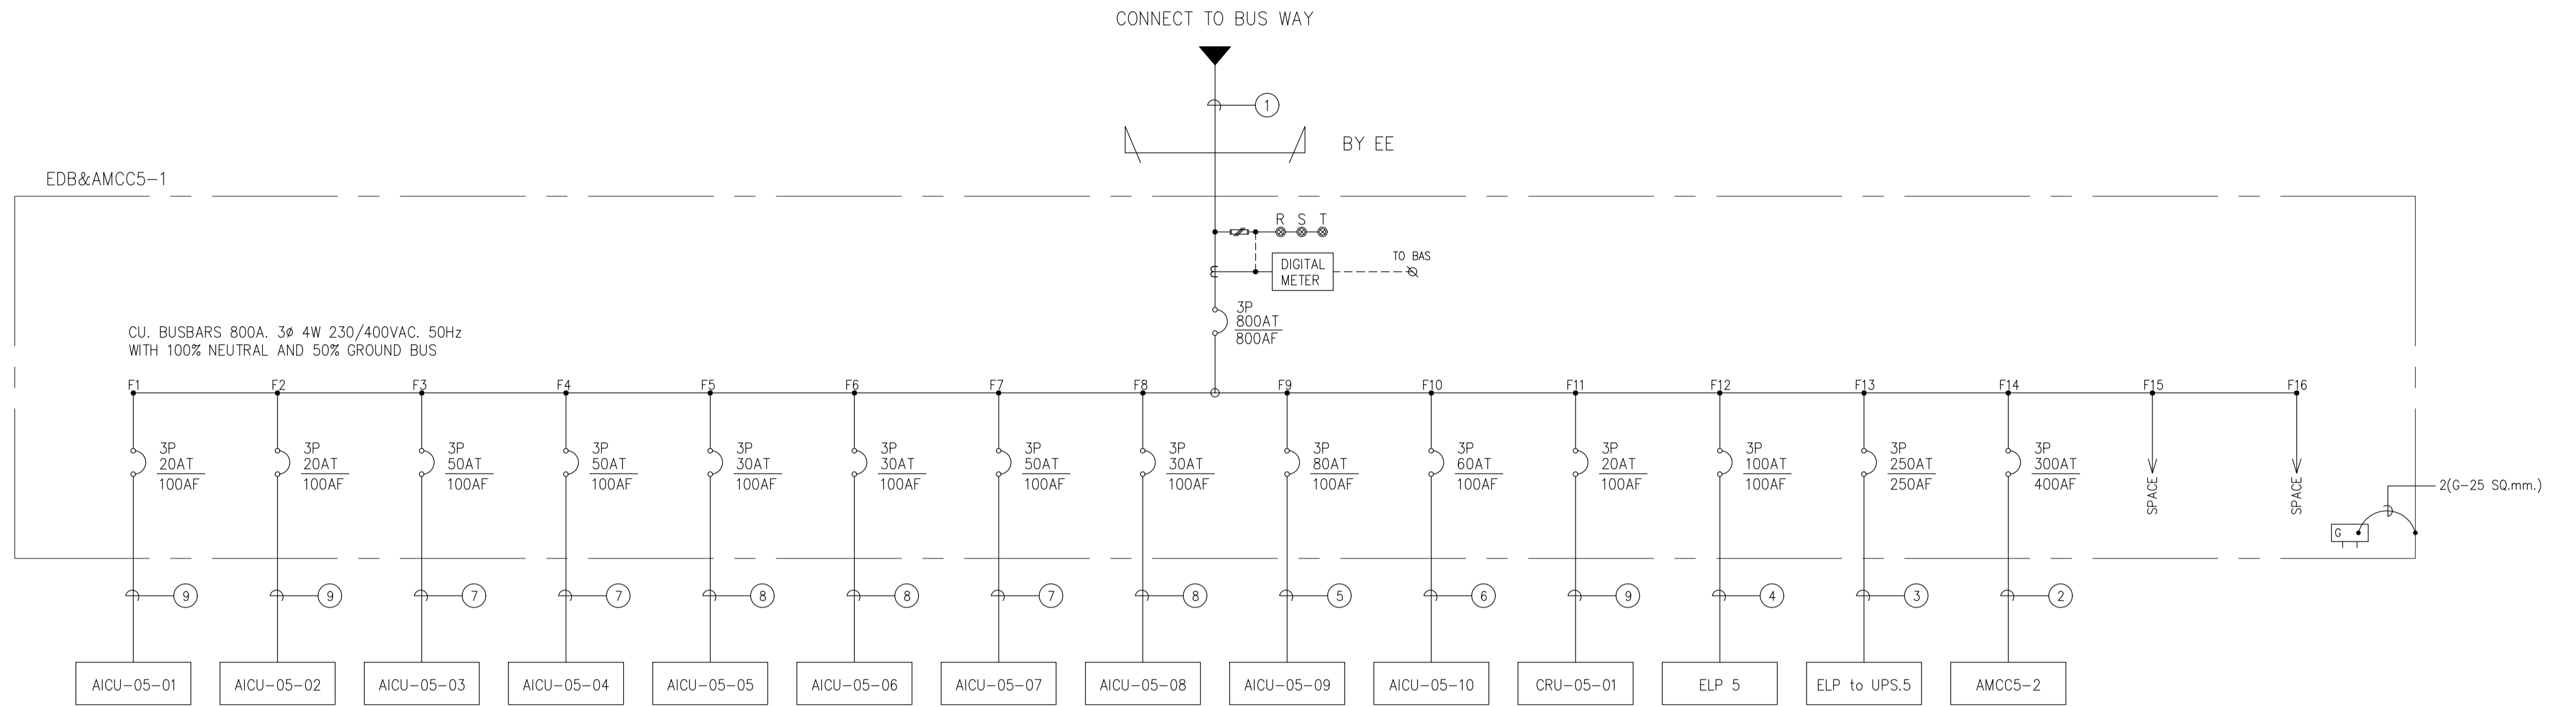 CONNECT TO BUS WAY
1
BY EE
EDB&AMCC5-1
R S T
DIGITAL
METER
TO BAS
3P
800AT
800AF
CU. BUSBARS 800A. 3ø 4W 230/400VAC. 50Hz
WITH 100% NEUTRAL AND 50% GROUND BUS
F1 F2 F3 F4 F5 F6 F7 F8 F9 F10 F11 F12 F13 F14 F15 F16
3P 3P 3P 3P 3P 3P 3P 3P 3P 3P 3P 3P 3P 3P
20AT 20AT 50AT 50AT 30AT 30AT 50AT 30AT 80AT 60AT 20AT 100AT 250AT 300AT
100AF 100AF 100AF 100AF 100AF 100AF 100AF 100AF 100AF 100AF 100AF 100AF 250AF 400AF
SPACE
SPACE
2(G-25 SQ.mm.)
G
9 9 7 7 8 8 7 8 5 6 9 4 3 2
AICU-05-01 AICU-05-02 AICU-05-03 AICU-05-04 AICU-05-05 AICU-05-06 AICU-05-07 AICU-05-08 AICU-05-09 AICU-05-10 CRU-05-01 ELP 5 ELP to UPS.5 AMCC5-2